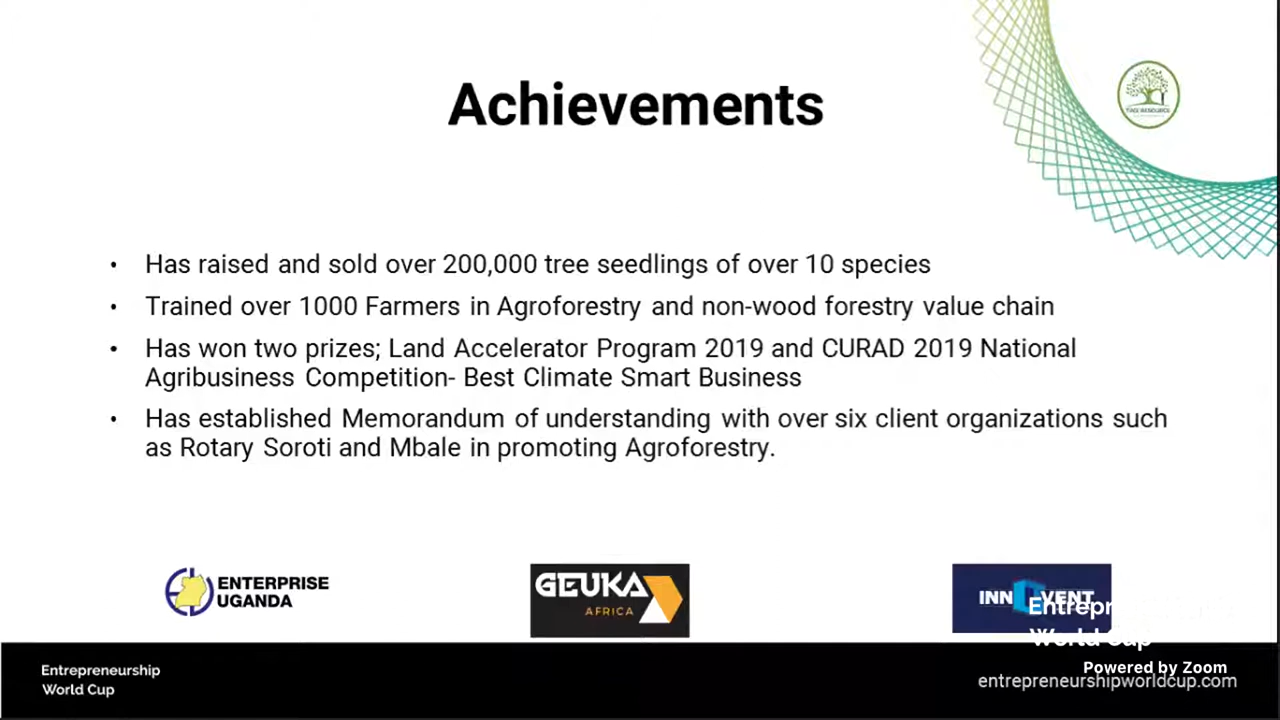 Achievements
• Has raised and sold over 200,000 tree seedlings of over 10 species
• Trained over 1000 Farmers in Agroforestry and non-wood forestry value chain
• Has won two prizes; Land Accelerator Program 2019 and CURAD 2019 National
Agribusiness Competition- Best Climate Smart Business
• Has established Memorandum of understanding with over six client organizations such
as Rotary Soroti and Mbale in promoting Agroforestry.
ENTERPRISE
UGANDA
GEUKA
AFRICA
World Cup
Powered by Zoom
Entrepreneurship
World Cup
entrepreneurshipworldcup.com